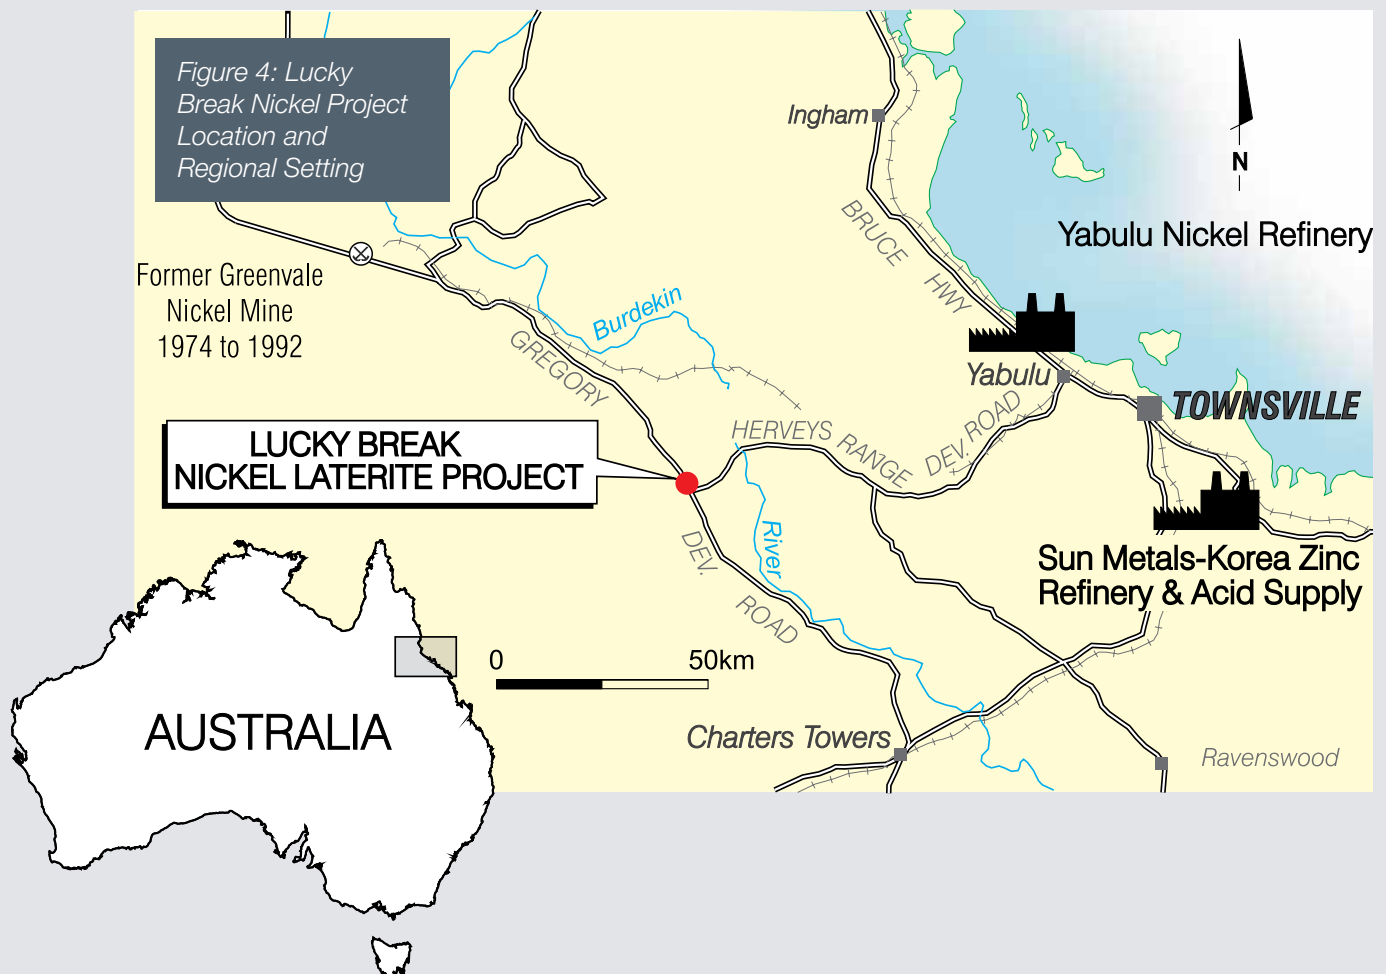 Figure 4: Lucky
Break Nickel Project
Location and
Regional Setting
Ingham
N
BRUCE
HWY
Yabulu Nickel Refinery
Former Greenvale
Nickel Mine
1974 to 1992
Burdekin
GREGORY
Yabulu
TOWNSVILLE
HERVEYS
RANGE
DEV.
ROAD
LUCKY BREAK
NICKEL LATERITE PROJECT
River
DEV.
ROAD
Sun Metals-Korea Zinc
Refinery & Acid Supply
0
50km
AUSTRALIA
Charters Towers
Ravenswood